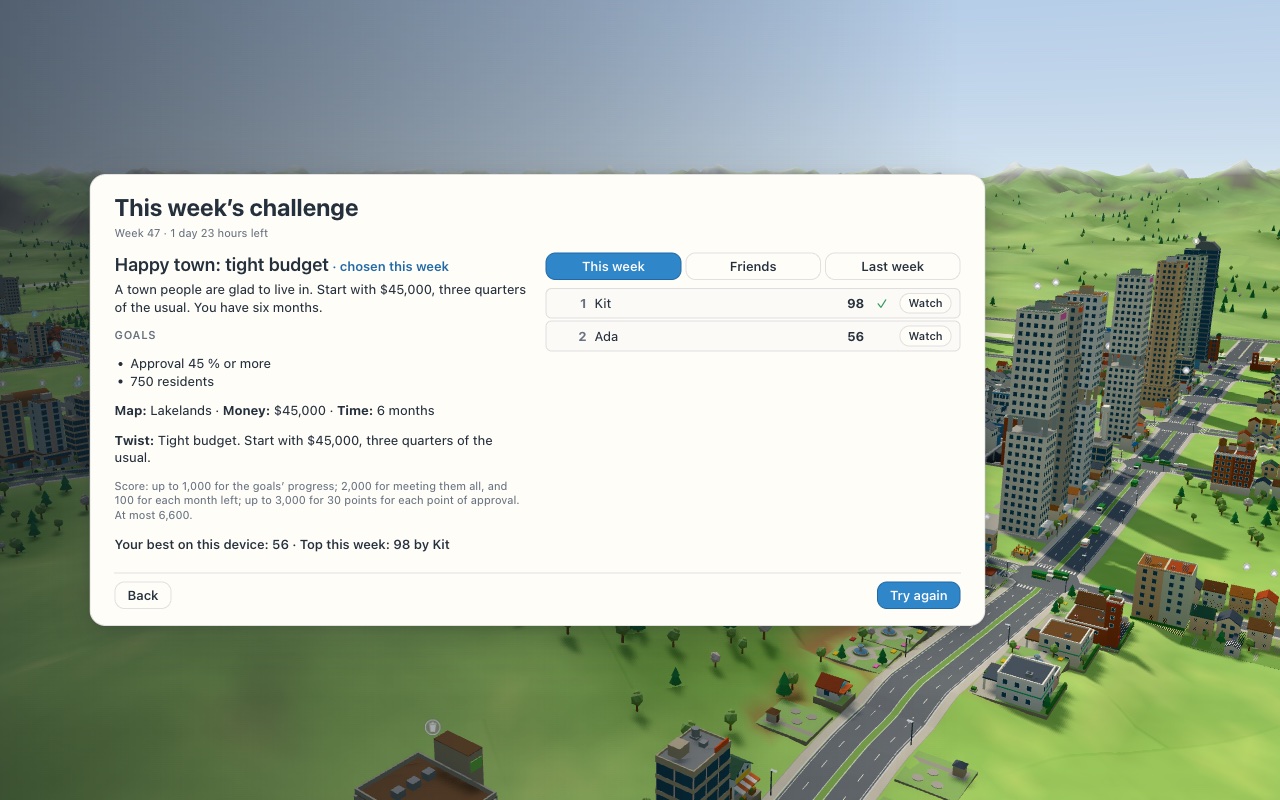 This week's challenge
Week 47 · 1 day 23 hours left
Happy town: tight budget · chosen this week
A town people are glad to live in. Start with $45,000, three quarters
of the usual. You have six months.
GOALS
• Approval 45 % or more
• 750 residents
Map: Lakelands · Money: $45,000 · Time: 6 months
Twist: Tight budget. Start with $45,000, three quarters of the
usual.
Score: up to 1,000 for the goals' progress; 2,000 for meeting them all, and
100 for each month left; up to 3,000 for 30 points for each point of approval.
At most 6,600.
Your best on this device: 56 · Top this week: 98 by Kit
This week Friends Last week
1 Kit 98 ✓ Watch
2 Ada 56 Watch
Back Try again